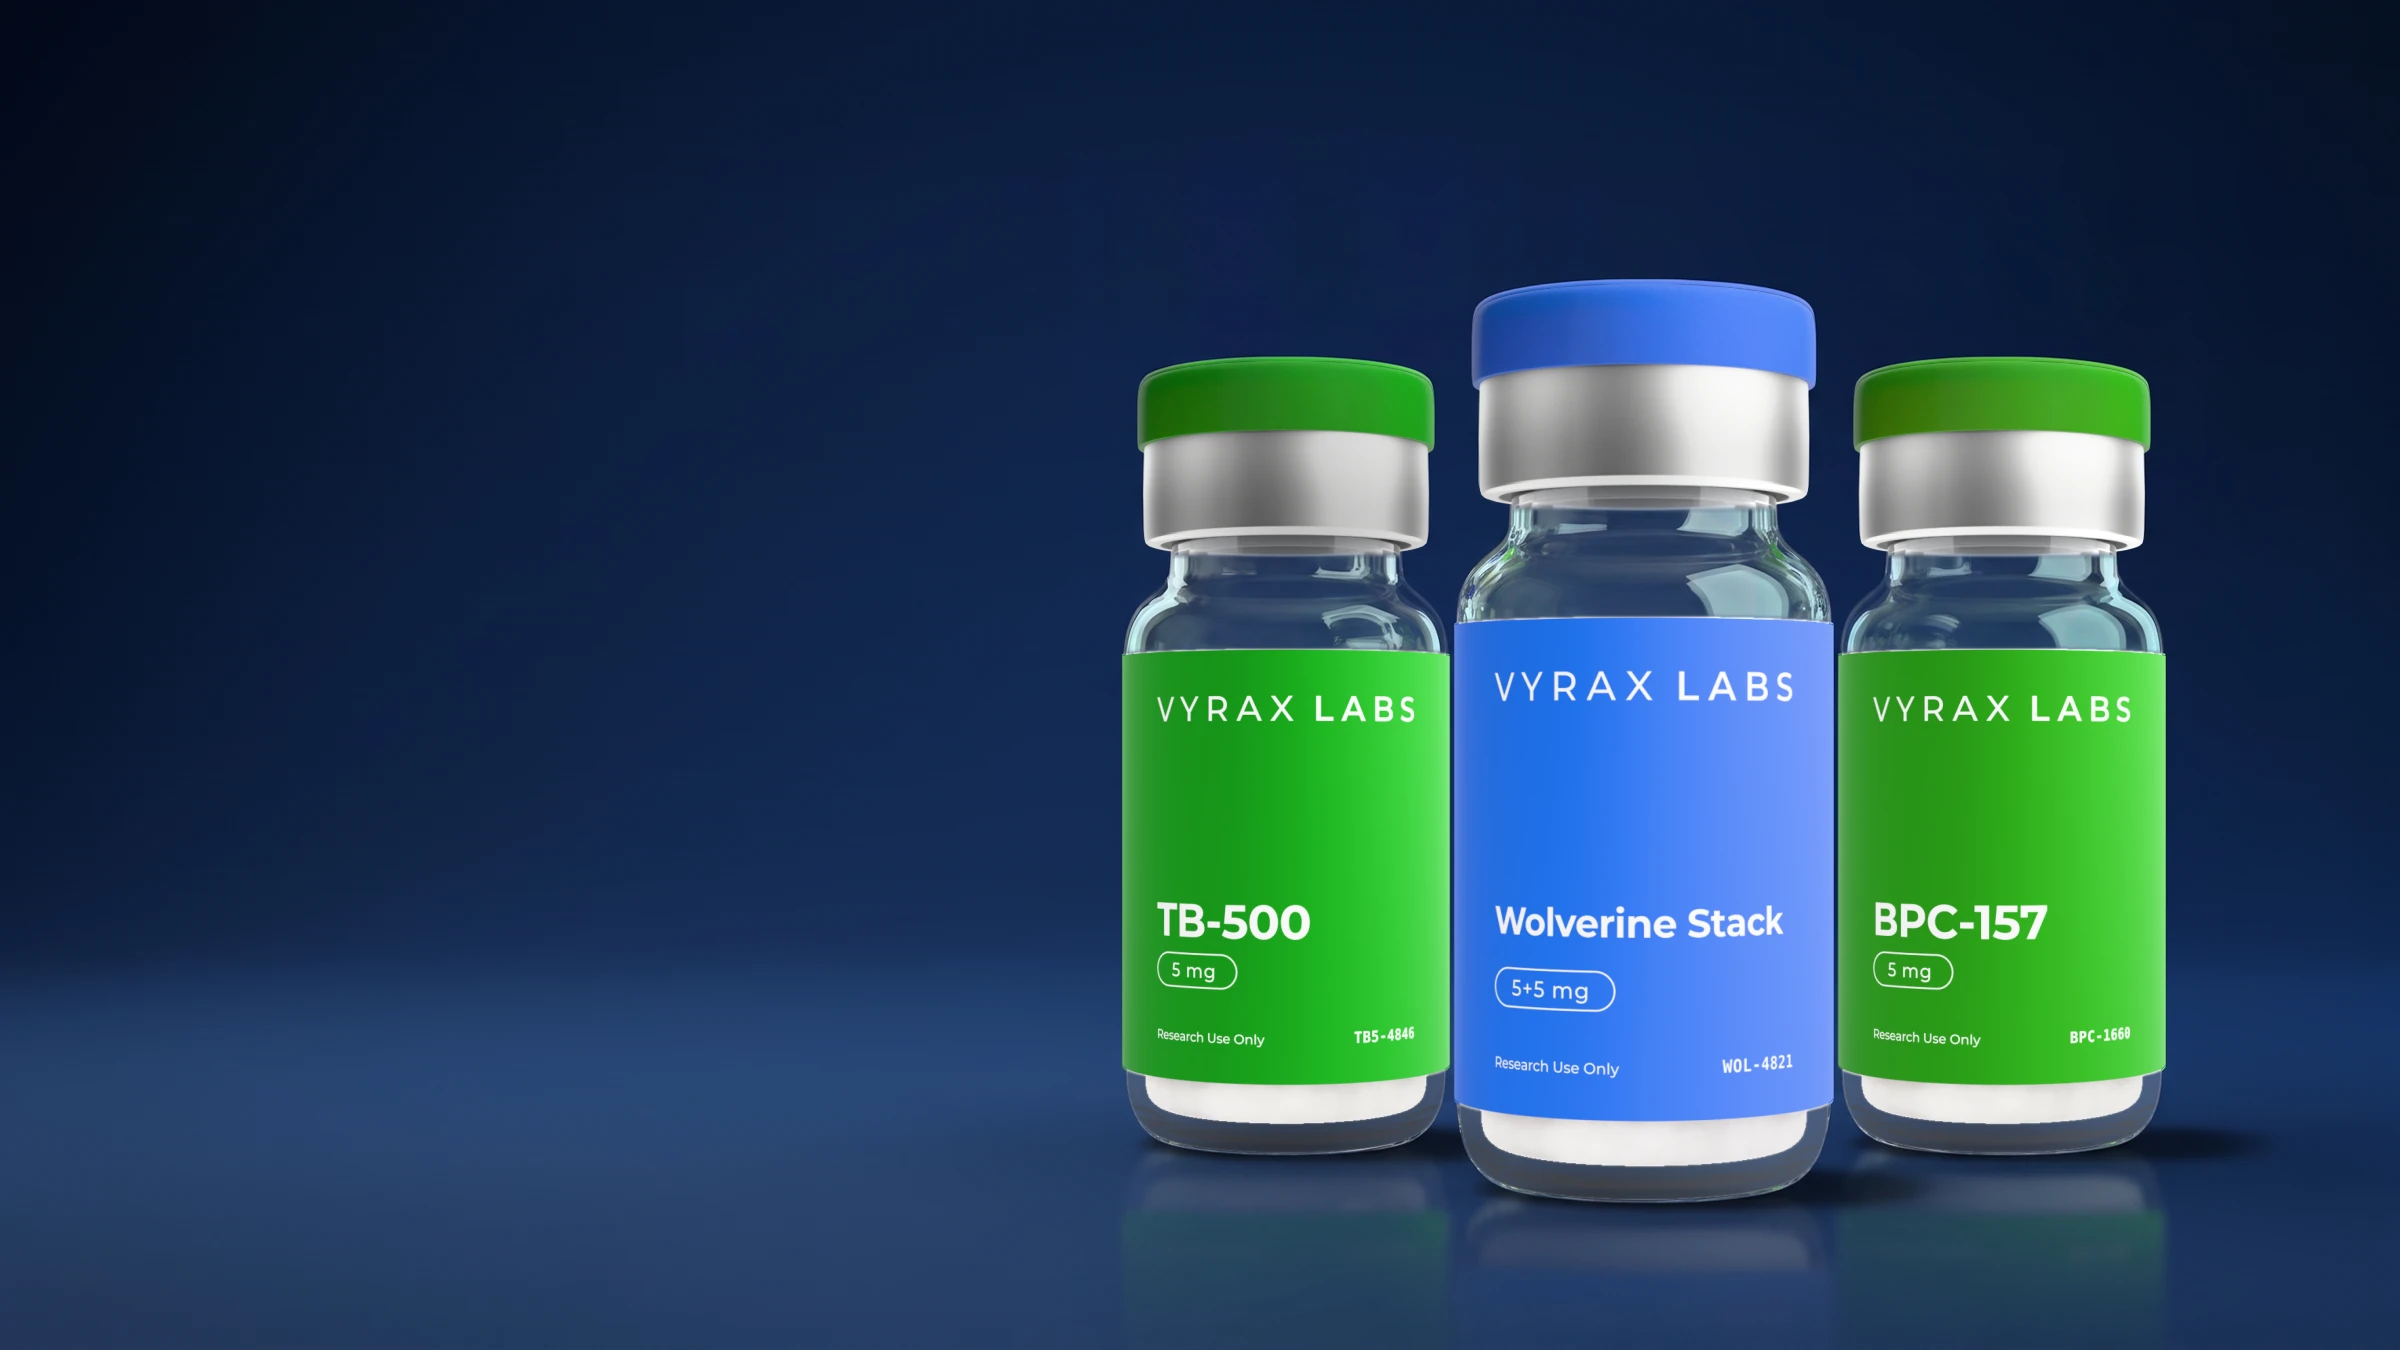 VYRAX LABS
TB-500
5 mg
Research Use Only
TB5-4846
VYRAX LABS
Wolverine Stack
5+5 mg
Research Use Only
WOL-4821
VYRAX LABS
BPC-157
5 mg
Research Use Only
BPC-1660